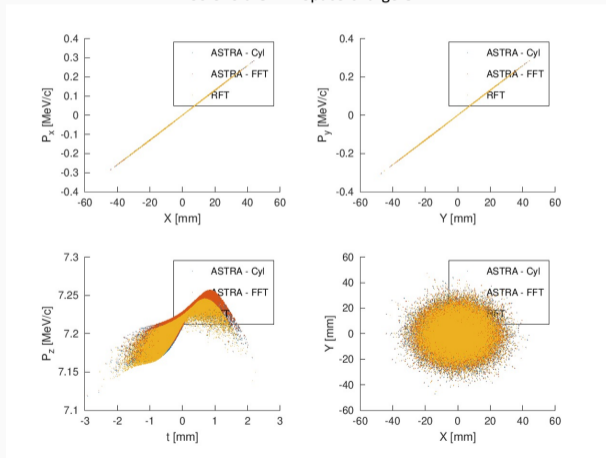 0.4
0.3
0.2
0.1
0
-0.1
-0.2
-0.3
-0.4
P_x [MeV/c]
-60 -40 -20 0 20 40 60
X [mm]
ASTRA - Cyl
ASTRA - FFT
RFT
0.4
0.2
0
-0.2
-0.4
P_y [MeV/c]
-60 -40 -20 0 20 40 60
Y [mm]
ASTRA - Cyl
ASTRA - FFT
RFT
7.3
7.25
7.2
7.15
7.1
P_z [MeV/c]
-3 -2 -1 0 1 2 3
t [mm]
ASTRA - Cyl
ASTRA - FFT
60
40
20
0
-20
-40
-60
Y [mm]
-60 -40 -20 0 20 40 60
X [mm]
ASTRA - Cyl
ASTRA - FFT
RFT